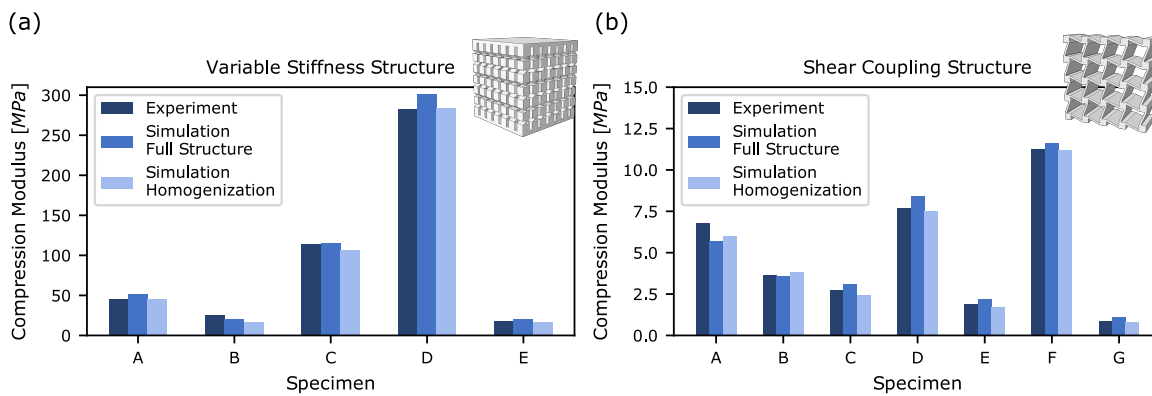 (a)
Variable Stiffness Structure
Compression Modulus [MPa]
300
250
200
150
100
50
0
Experiment
Simulation
Full Structure
Simulation
Homogenization
A B C D E
Specimen
(b)
Shear Coupling Structure
Compression Modulus [MPa]
15.0
12.5
10.0
7.5
5.0
2.5
0.0
Experiment
Simulation
Full Structure
Simulation
Homogenization
A B C D E F G
Specimen